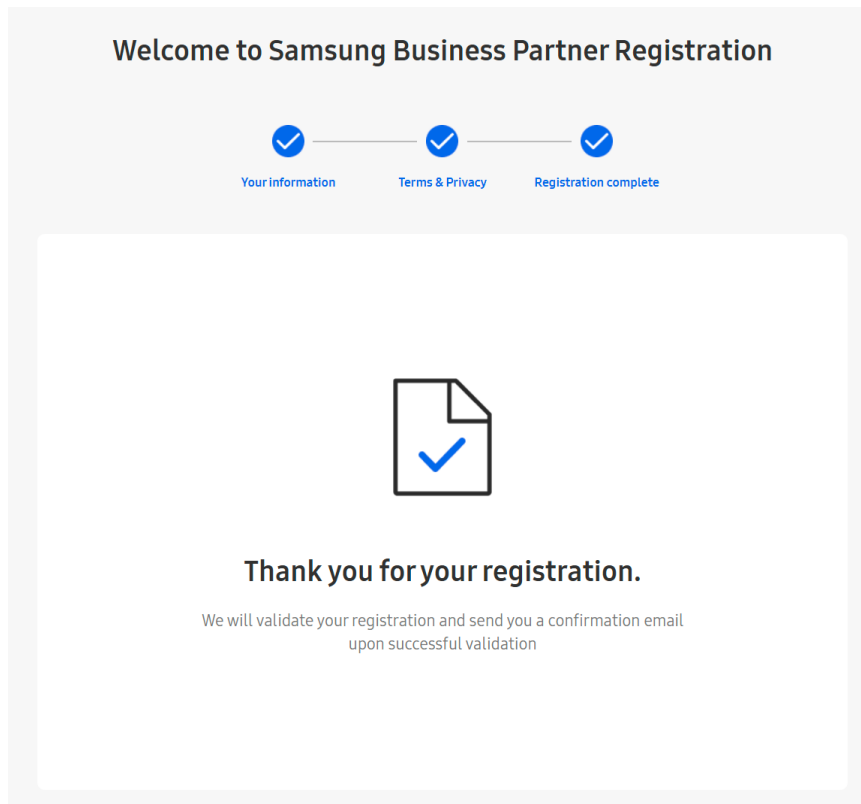 Welcome to Samsung Business Partner Registration
Your information
Terms & Privacy
Registration complete
Thank you for your registration.
We will validate your registration and send you a confirmation email
upon successful validation